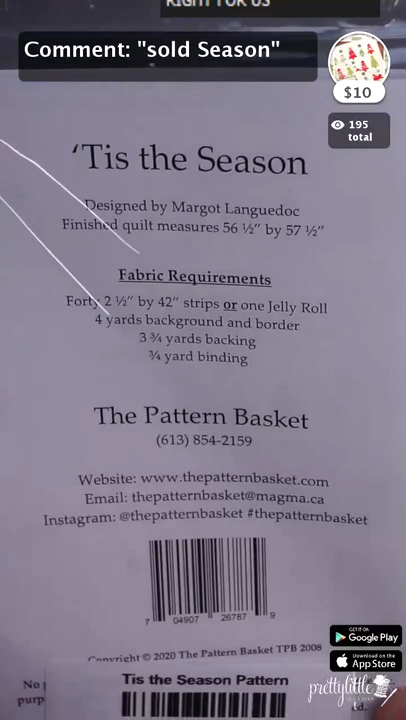 RIGHT FOR US
Comment: "sold Season"
$10
195
total
'Tis the Season
Designed by Margot Languedoc
Finished quilt measures 56 ½" by 57 ½"
Fabric Requirements
Forty 2 ½" by 42" strips or one Jelly Roll
4 yards background and border
3 ¾ yards backing
¾ yard binding
The Pattern Basket
(613) 854-2159
Website: www.thepatternbasket.com
Email: thepatternbasket@magma.ca
Instagram: @thepatternbasket #thepatternbasket
7 04907 26787 9
Copyright © 2020 The Pattern Basket TPB 2008
GET IT ON
Google Play
Download on the
App Store
Tis the Season Pattern
No
purp
prettylittle